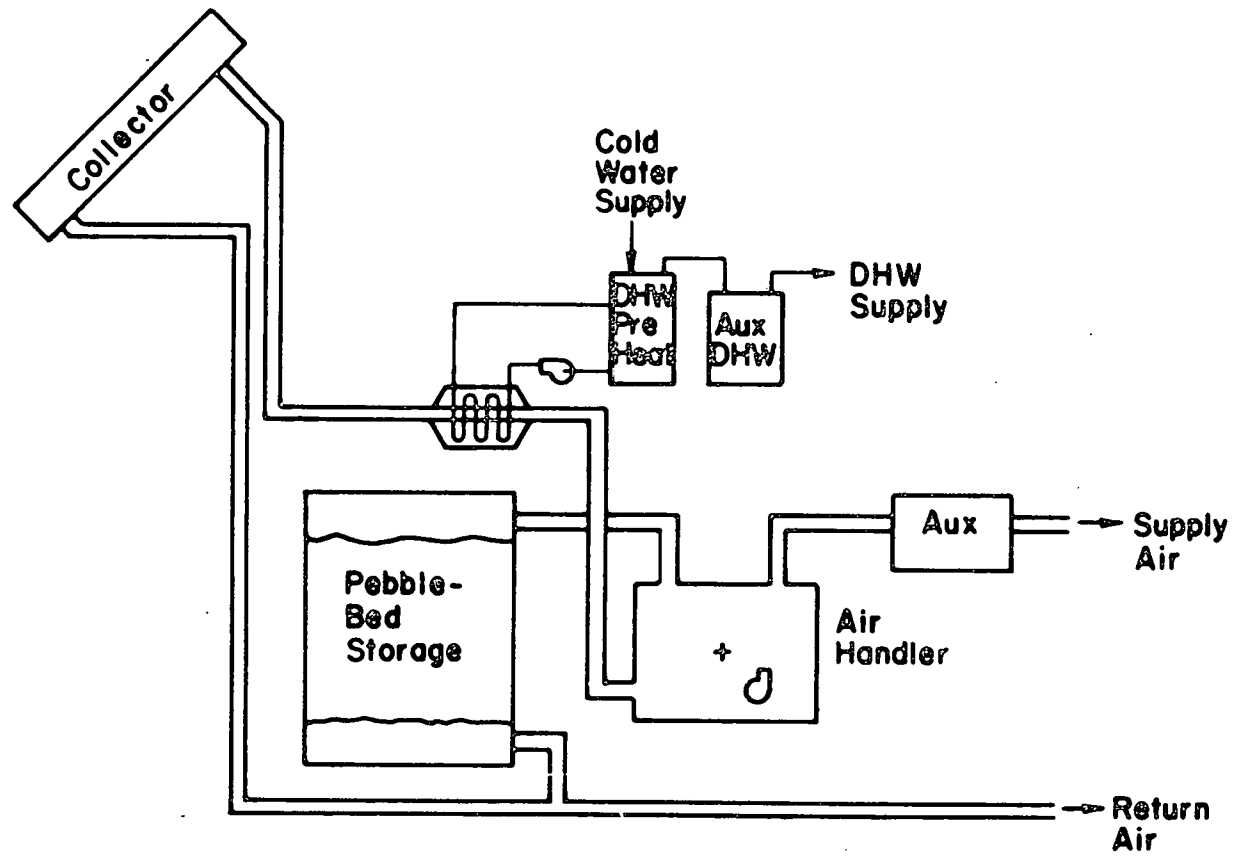 Collector
Cold
Water
Supply
DHW
Pre
Heat
Aux
DHW
DHW
Supply
Pebble-
Bed
Storage
Aux
Supply
Air
Air
Handler
Return
Air